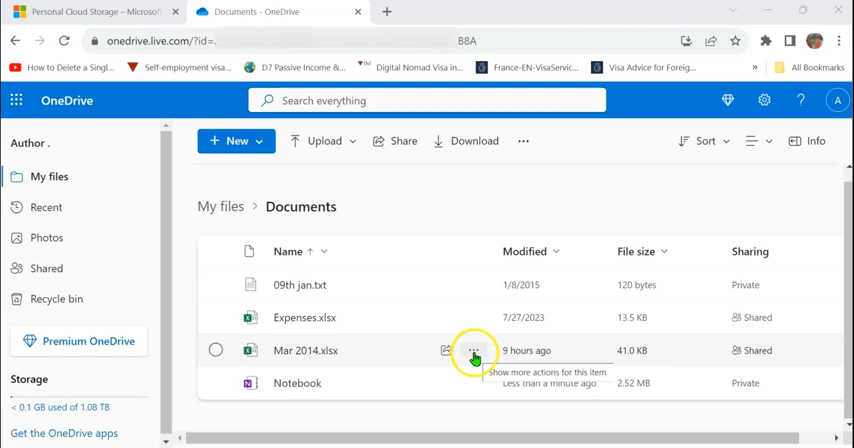 Personal Cloud Storage – Microsoft
Documents - OneDrive
onedrive.live.com/?id=
B8A
How to Delete a Singl...
Self-employment visa...
D7 Passive Income &...
Digital Nomad Visa in...
France-EN-VisaServic...
Visa Advice for Foreig...
»
All Bookmarks
OneDrive
Search everything
?
A
Author .
+ New
Upload
Share
Download
...
Sort
Info
My files
Recent
Photos
Shared
Recycle bin
Premium OneDrive
Storage
< 0.1 GB used of 1.08 TB
Get the OneDrive apps
My files > Documents
Name ↑
Modified
File size
Sharing
09th jan.txt
1/8/2015
120 bytes
Private
Expenses.xlsx
7/27/2023
13.5 KB
Shared
Mar 2014.xlsx
...
9 hours ago
41.0 KB
Shared
Show more actions for this item
Notebook
Less than a minute ago
2.52 MB
Private